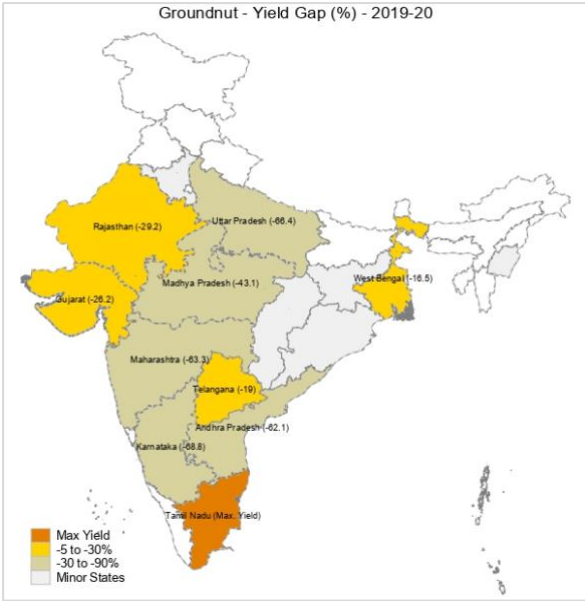 Groundnut - Yield Gap (%) - 2019-20
Uttar Pradesh (-66.4)
Rajasthan (-29.2)
West Bengal (-16.5)
Madhya Pradesh (-43.1)
Gujarat (-26.2)
Maharashtra (-63.3)
Telangana (-19)
Andhra Pradesh (-62.1)
Karnataka (-68.8)
Tamil Nadu (Max. Yield)
Max Yield
-5 to -30%
-30 to -90%
Minor States